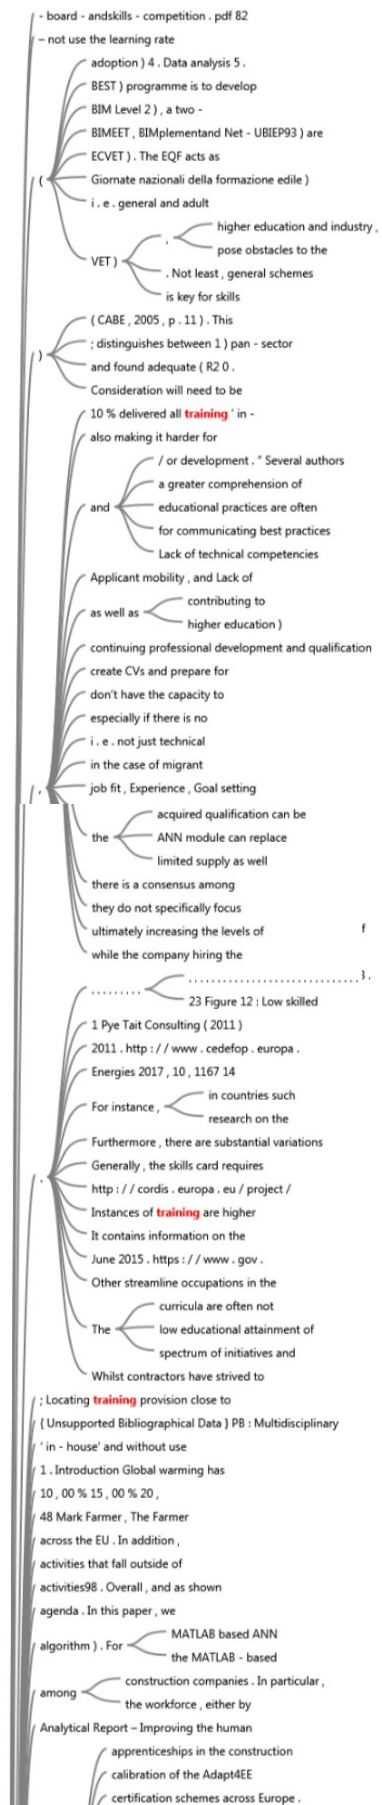 - board - andskills - competition . pdf 82
– not use the learning rate
adoption ) 4 . Data analysis 5 .
BEST ) programme is to develop
BIM Level 2 ) , a two -
BIMEET , BIMplementand Net - UBIEP93 ) are
ECVET ) . The EQF acts as
( Giornate nazionali della formazione edile )
i . e . general and adult
higher education and industry ,
,
pose obstacles to the
VET )
. Not least , general schemes
is key for skills
( CABE , 2005 , p . 11 ) . This
; distinguishes between 1 ) pan - sector
)
and found adequate ( R2 0 .
Consideration will need to be
10 % delivered all training ' in -
also making it harder for
/ or development . " Several authors
a greater comprehension of
and educational practices are often
for communicating best practices
Lack of technical competencies
Applicant mobility , and Lack of
contributing to
as well as
higher education )
continuing professional development and qualification
create CVs and prepare for
don't have the capacity to
especially if there is no
i . e . not just technical
in the case of migrant
, job fit , Experience , Goal setting
acquired qualification can be
the ANN module can replace
limited supply as well
there is a consensus among
they do not specifically focus
ultimately increasing the levels of f
while the company hiring the
................................ 3 .
.........
23 Figure 12 : Low skilled
1 Pye Tait Consulting ( 2011 )
2011 . http : / / www . cedefop . europa .
Energies 2017 , 10 , 1167 14
in countries such
For instance ,
research on the
Furthermore , there are substantial variations
. Generally , the skills card requires
http : / / cordis . europa . eu / project /
Instances of training are higher
It contains information on the
June 2015 . https : / / www . gov .
Other streamline occupations in the
curricula are often not
The low educational attainment of
spectrum of initiatives and
Whilst contractors have strived to
; Locating training provision close to
( Unsupported Bibliographical Data ) PB : Multidisciplinary
' in - house' and without use
1 . Introduction Global warming has
10 , 00 % 15 , 00 % 20 ,
48 Mark Farmer , The Farmer
across the EU . In addition ,
activities that fall outside of
activities98 . Overall , and as shown
agenda . In this paper , we
MATLAB based ANN
algorithm ) . For
the MATLAB - based
construction companies . In particular ,
among
the workforce , either by
Analytical Report – Improving the human
apprenticeships in the construction
calibration of the Adapt4EE
certification schemes across Europe .